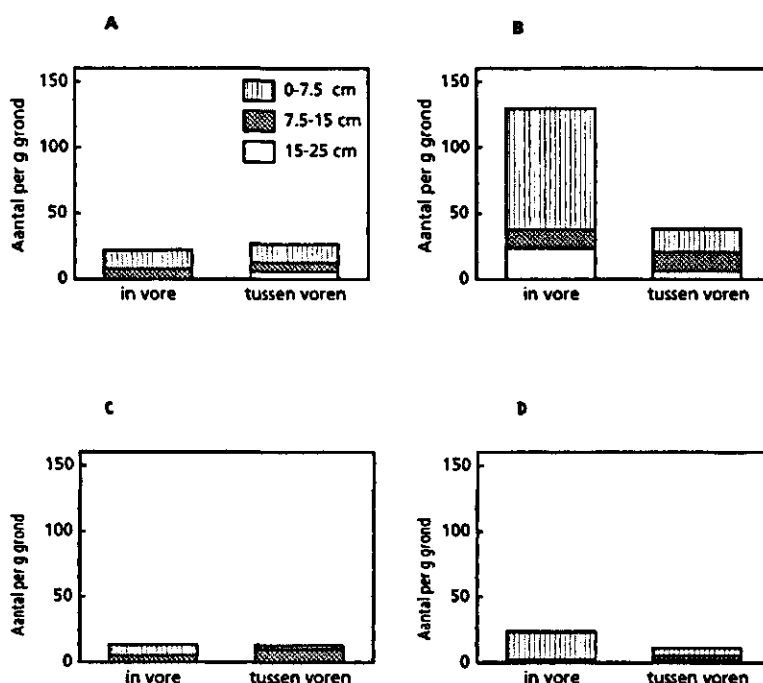 A
Aantal per g grond
150
100
50
0
0-7.5 cm
7.5-15 cm
15-25 cm
in vore
tussen voren
B
Aantal per g grond
150
100
50
0
in vore
tussen voren
C
Aantal per g grond
150
100
50
0
in vore
tussen voren
D
Aantal per g grond
150
100
50
0
in vore
tussen voren